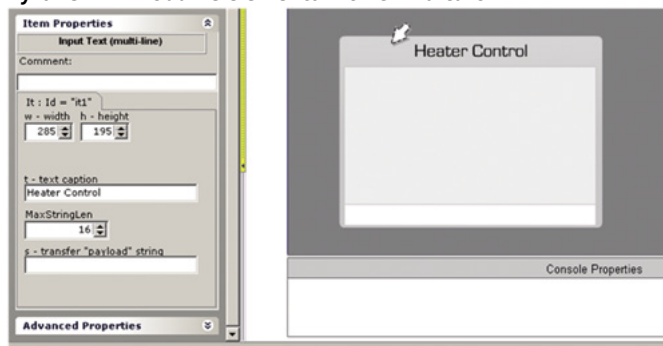 Item Properties
Input Text (multi-line)
Comment:
It : Id = "it1"
w - width h - height
285 195
t - text caption
Heater Control
MaxStringLen
16
s - transfer "payload" string
Advanced Properties
Heater Control
Console Properties